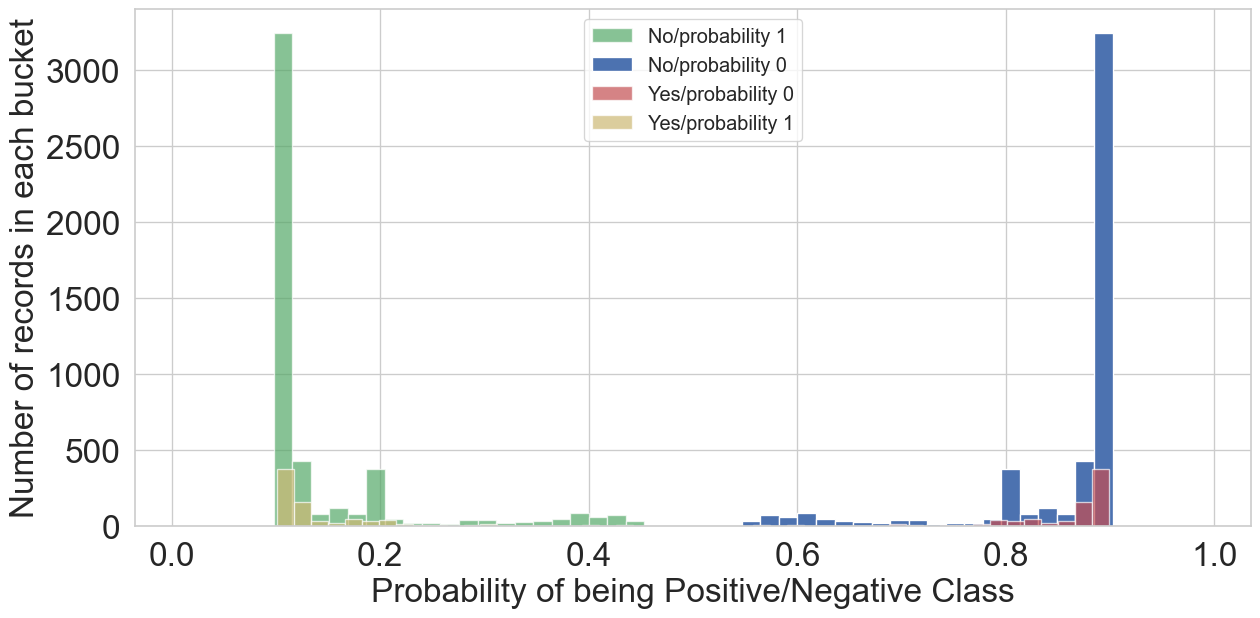 Number of records in each bucket
3000
2500
2000
1500
1000
500
0
No/probability 1
No/probability 0
Yes/probability 0
Yes/probability 1
0.0 0.2 0.4 0.6 0.8 1.0
Probability of being Positive/Negative Class